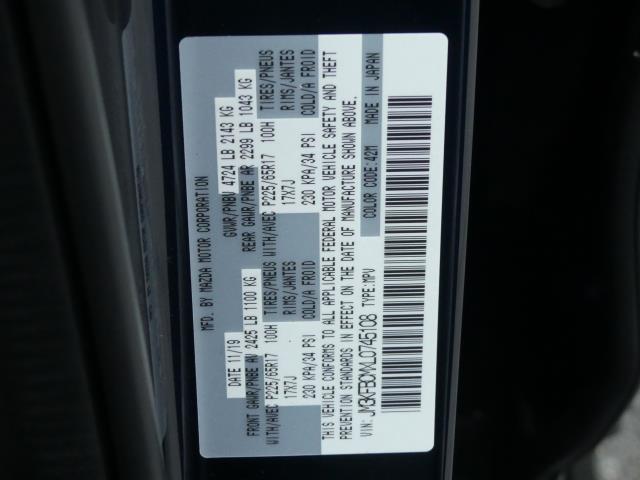 MFD. BY MAZDA MOTOR CORPORATION
DATE 11/19 GVWR/PNBV 4724 LB 2143 KG
FRONT GAWR/PNBE AV 2425 LB 1100 KG REAR GAWR/PNBE AR 2299 LB 1043 KG
WITH/AVEC P225/65R17 100H TIRES/PNEUS WITH/AVEC P225/65R17 100H TIRES/PNEUS
17X7J RIMS/JANTES 17X7J RIMS/JANTES
230 KPA/34 PSI COLD/A FROID 230 KPA/34 PSI COLD/A FROID
THIS VEHICLE CONFORMS TO ALL APPLICABLE FEDERAL MOTOR VEHICLE SAFETY AND THEFT
PREVENTION STANDARDS IN EFFECT ON THE DATE OF MANUFACTURE SHOWN ABOVE.
COLOR CODE:42M MADE IN JAPAN
VIN: JM3KFBCMXL0745108 TYPE:MPV